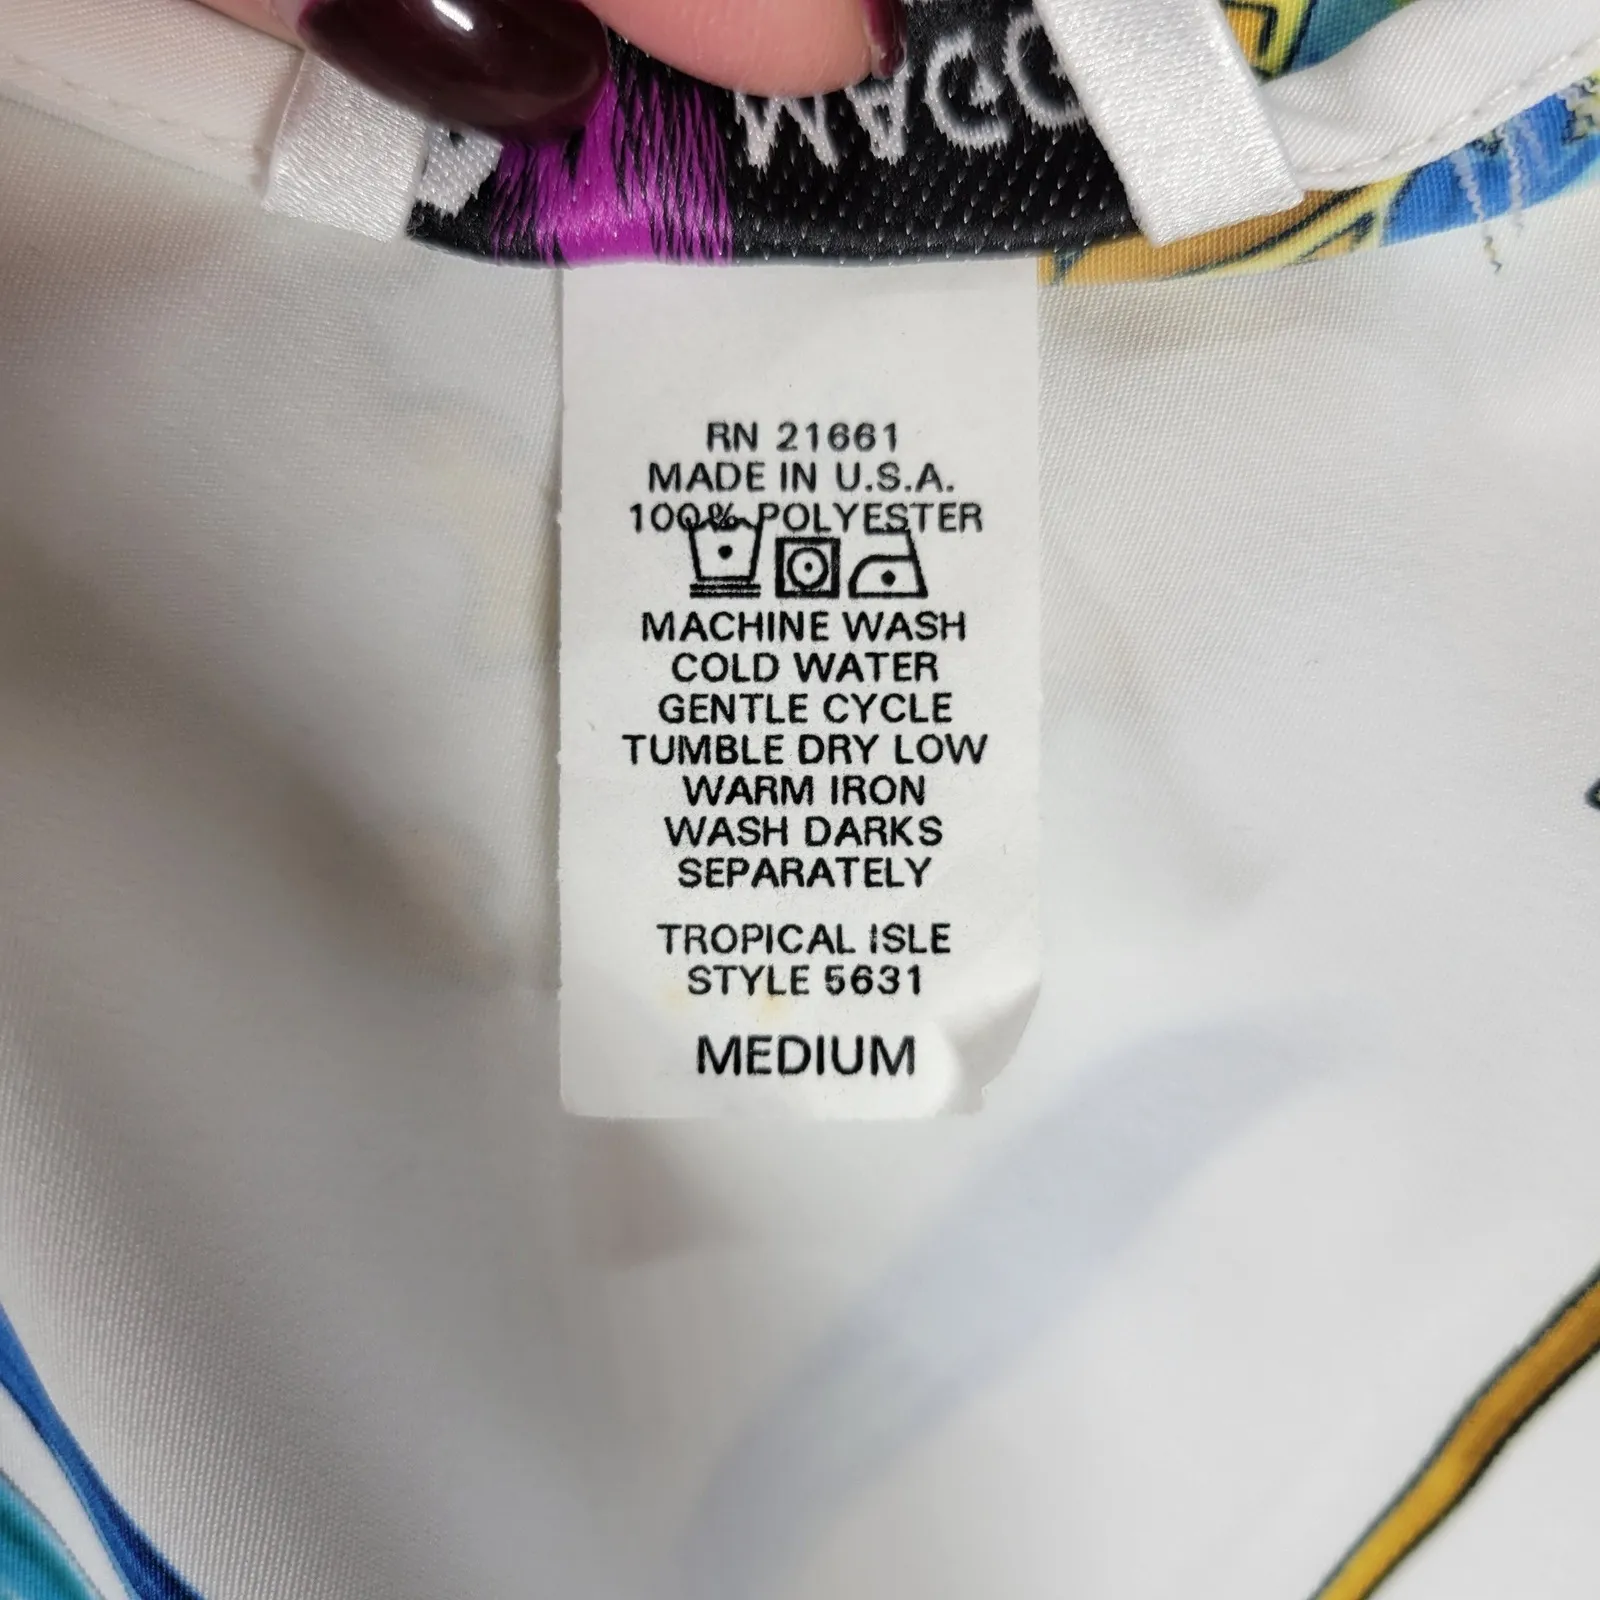 RN 21661
MADE IN U.S.A.
100% POLYESTER
MACHINE WASH
COLD WATER
GENTLE CYCLE
TUMBLE DRY LOW
WARM IRON
WASH DARKS
SEPARATELY
TROPICAL ISLE
STYLE 5631
MEDIUM